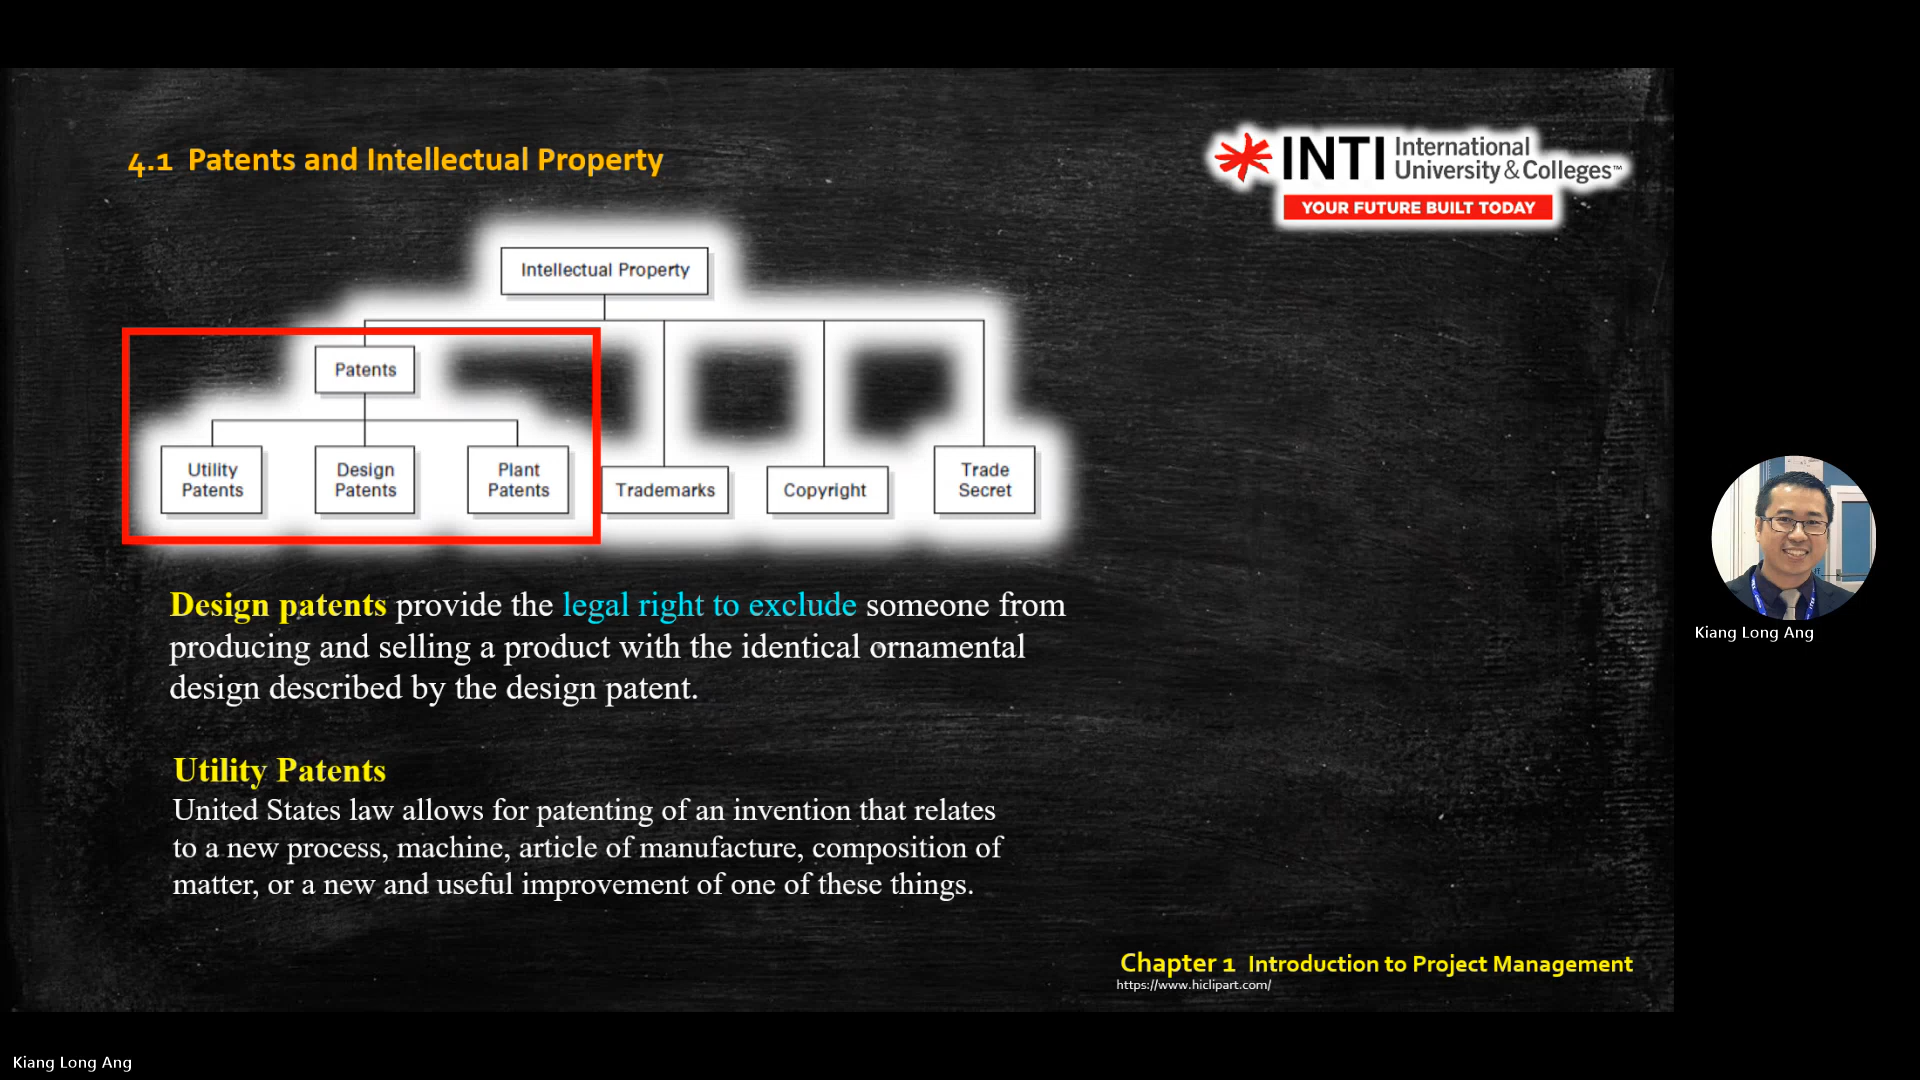 4.1 Patents and Intellectual Property
INTI International
University & Colleges™
YOUR FUTURE BUILT TODAY
Intellectual Property
Patents
Utility
Patents
Design
Patents
Plant
Patents
Trademarks
Copyright
Trade
Secret
Design patents provide the legal right to exclude someone from
producing and selling a product with the identical ornamental
design described by the design patent.
Utility Patents
United States law allows for patenting of an invention that relates
to a new process, machine, article of manufacture, composition of
matter, or a new and useful improvement of one of these things.
Chapter 1 Introduction to Project Management
https://www.hiclipart.com/
Kiang Long Ang
Kiang Long Ang